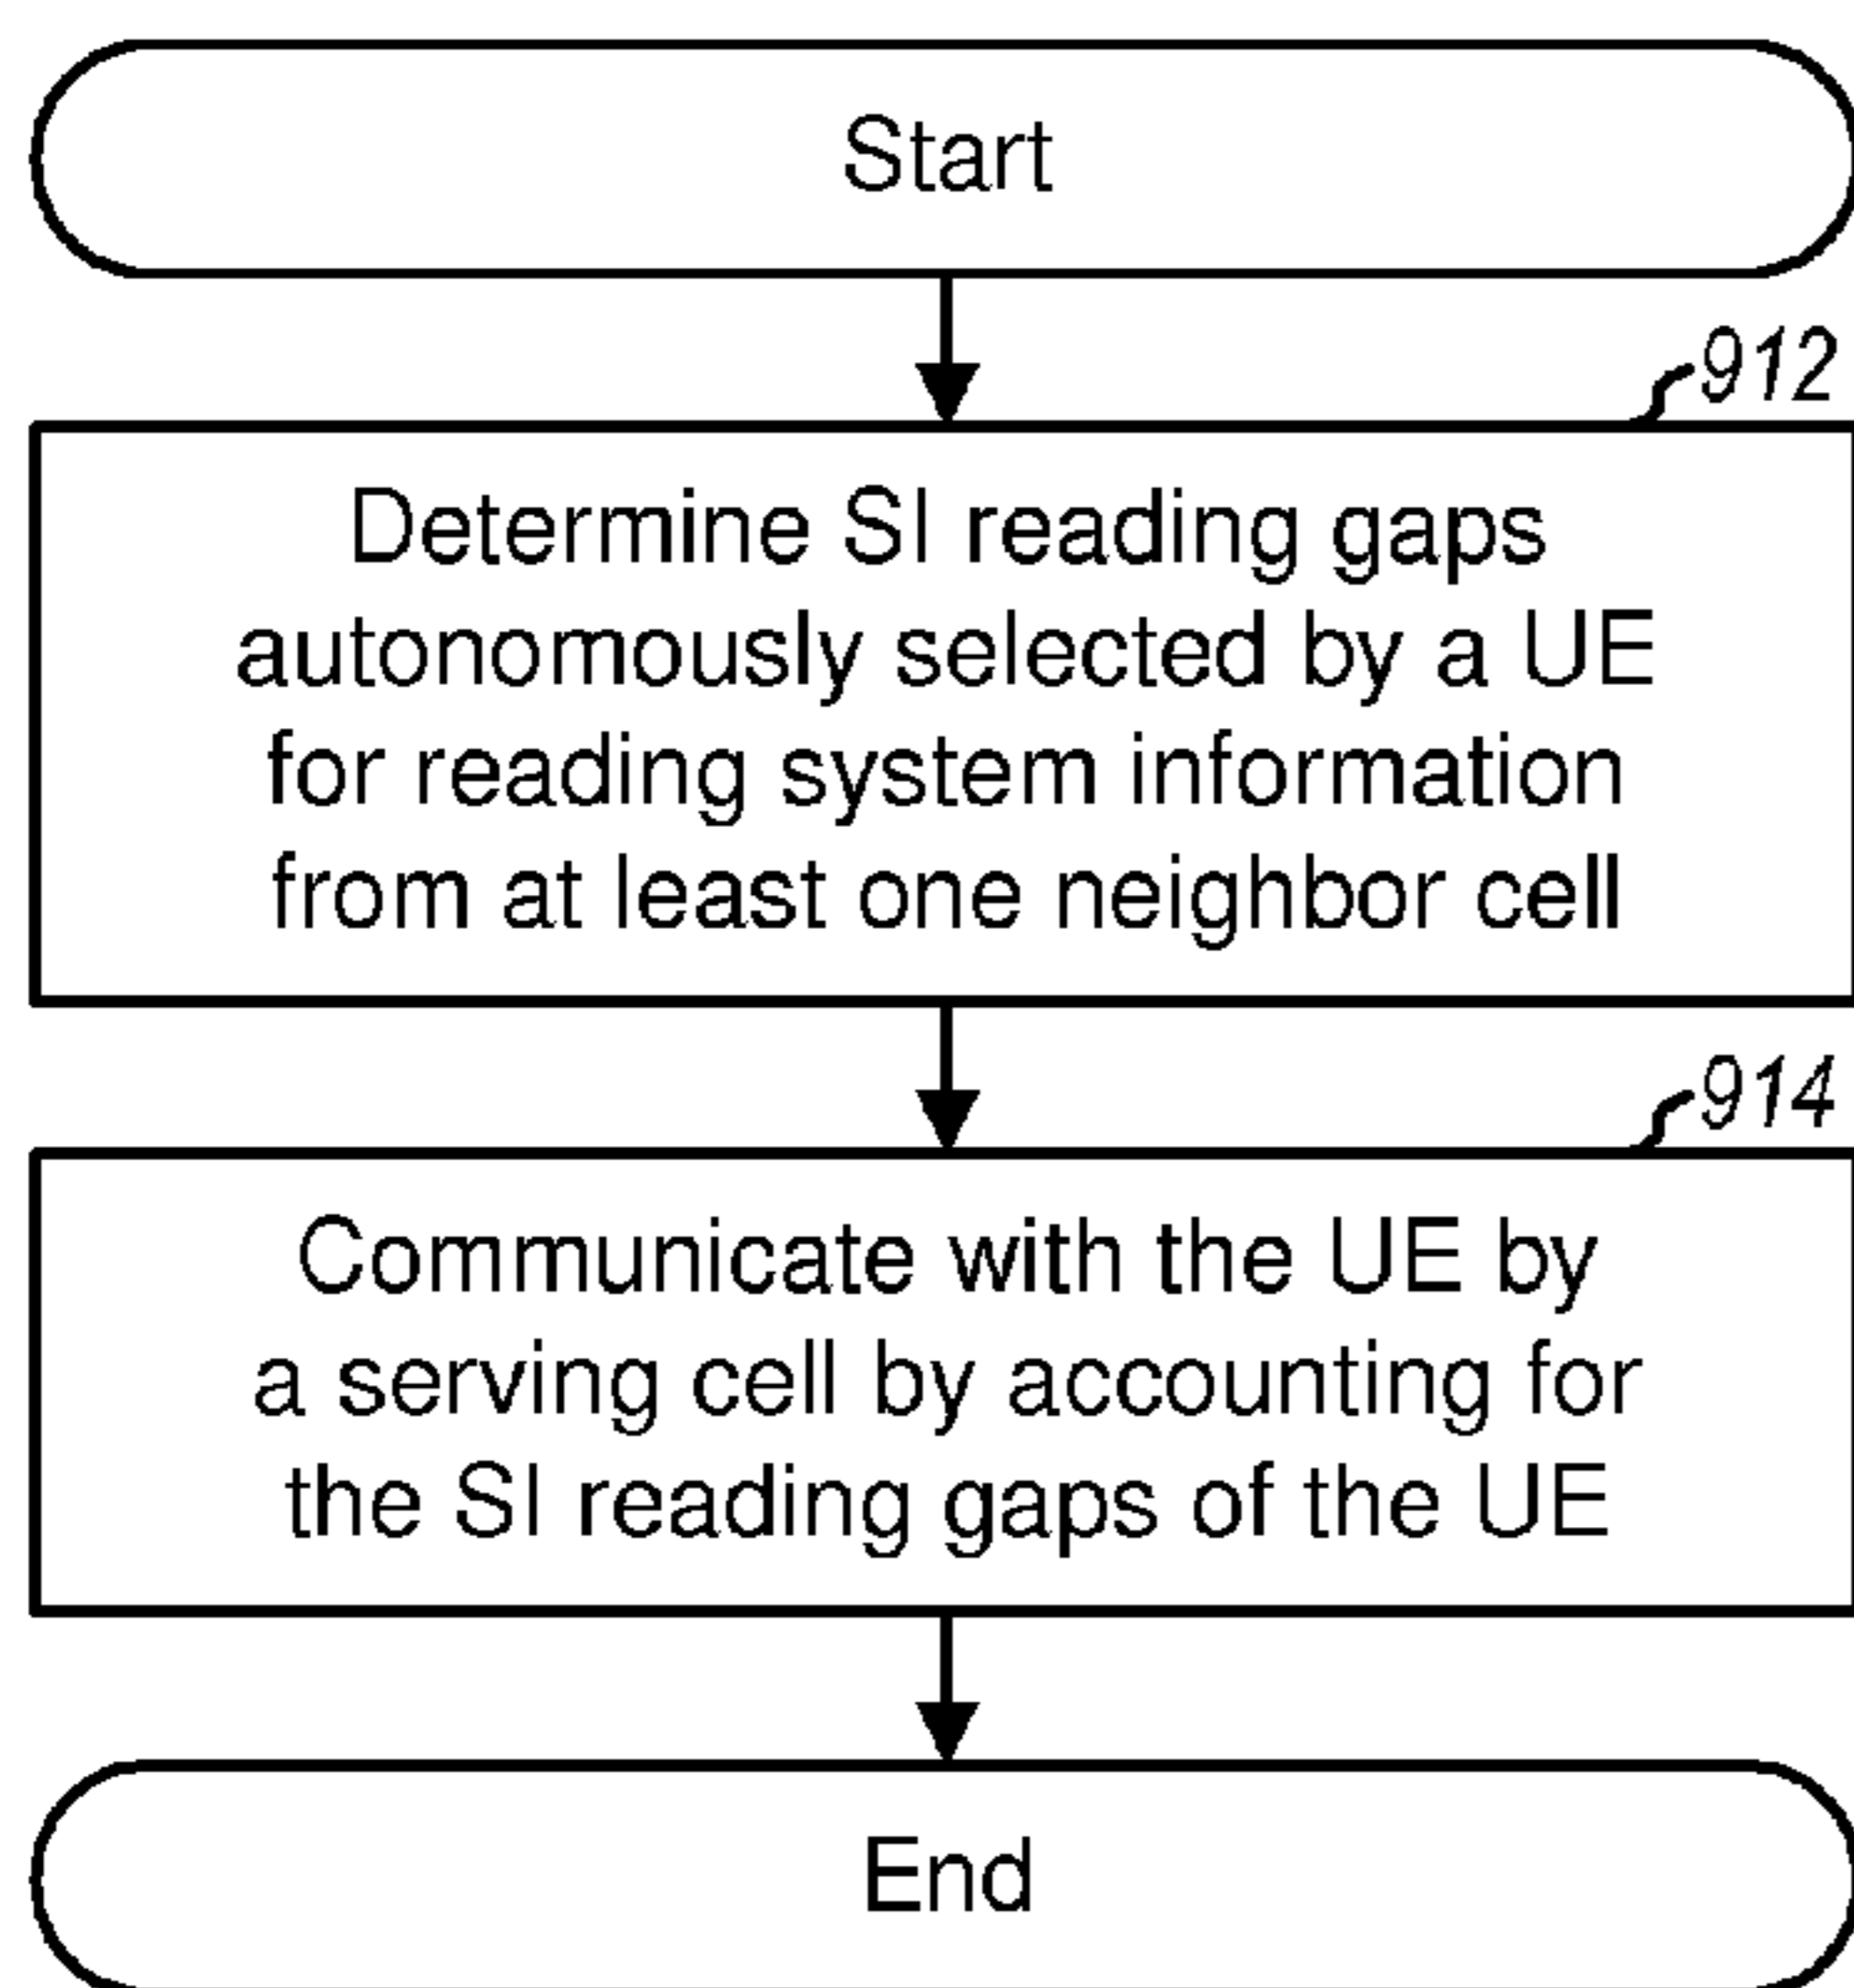 Start
912
Determine SI reading gaps
autonomously selected by a UE
for reading system information
from at least one neighbor cell
914
Communicate with the UE by
a serving cell by accounting for
the SI reading gaps of the UE
End